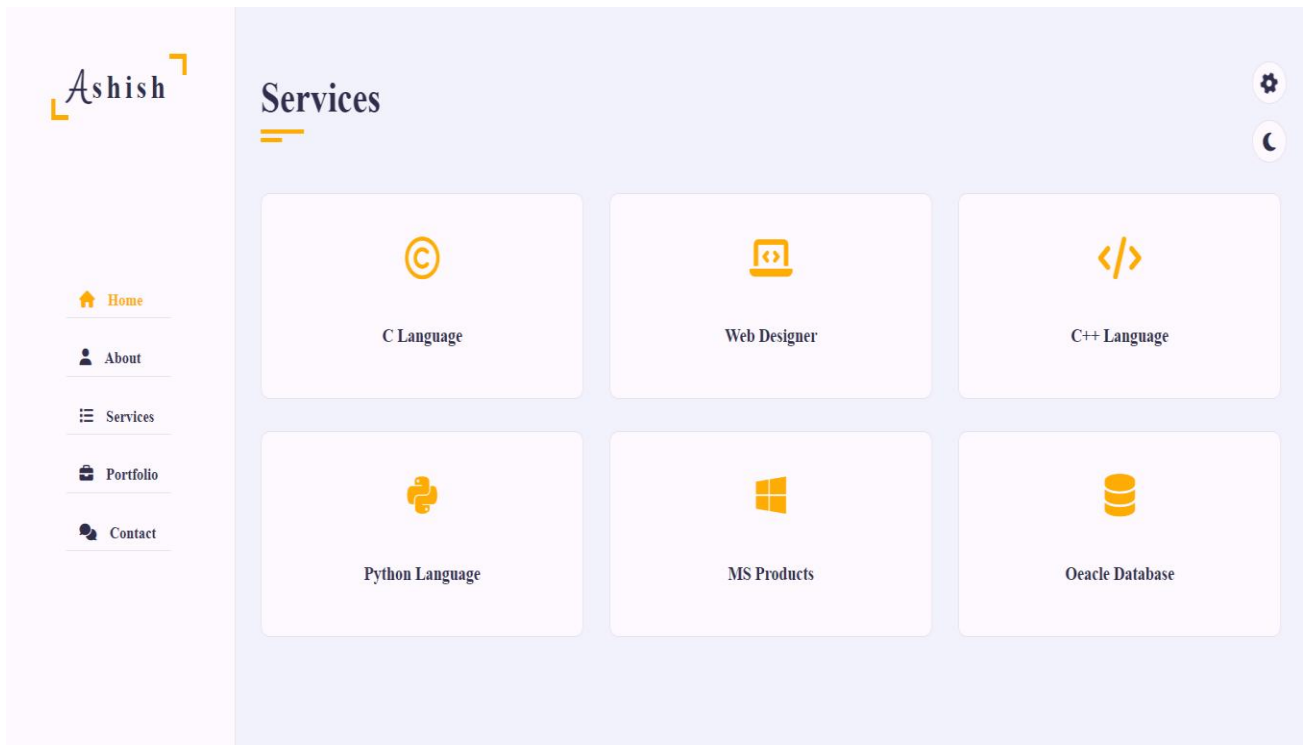 Ashish
Home
About
Services
Portfolio
Contact
Services
C Language
Web Designer
C++ Language
Python Language
MS Products
Oeacle Database